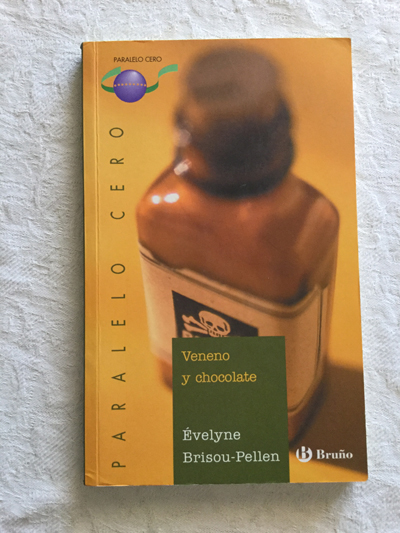 PARALELO CERO
PARALELO CERO
Veneno
y chocolate
Évelyne
Brisou-Pellen
Bruño